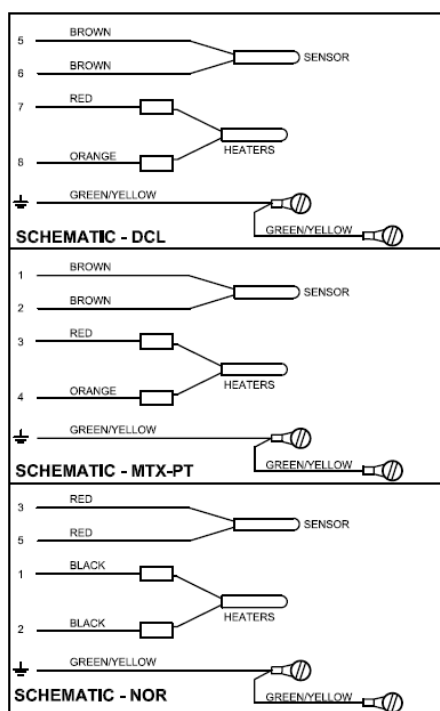 5 BROWN
SENSOR
6 BROWN
7 RED
HEATERS
8 ORANGE
GREEN/YELLOW
GREEN/YELLOW
SCHEMATIC - DCL
1 BROWN
SENSOR
2 BROWN
3 RED
HEATERS
4 ORANGE
GREEN/YELLOW
GREEN/YELLOW
SCHEMATIC - MTX-PT
3 RED
SENSOR
5 RED
1 BLACK
HEATERS
2 BLACK
GREEN/YELLOW
GREEN/YELLOW
SCHEMATIC - NOR